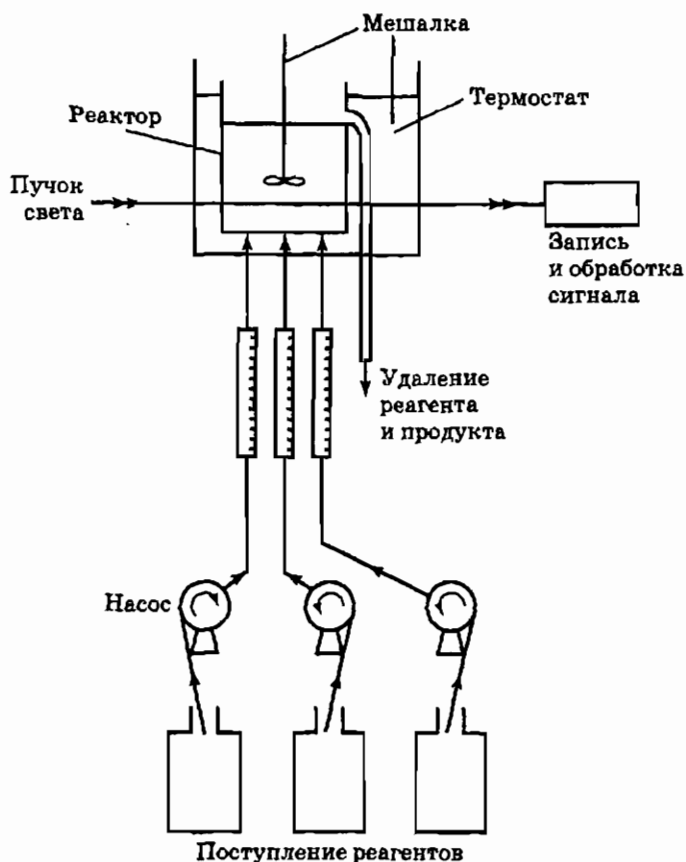 Мешалка
Термостат
Реактор
Пучок
света
Запись
и обработка
сигнала
Удаление
реагента
и продукта
Насос
Поступление реагентов